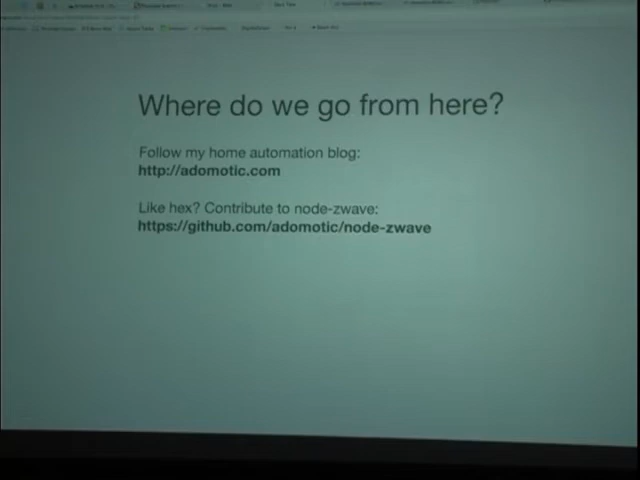 Where do we go from here?
Follow my home automation blog:
http://adomotic.com
Like hex? Contribute to node-zwave:
https://github.com/adomotic/node-zwave